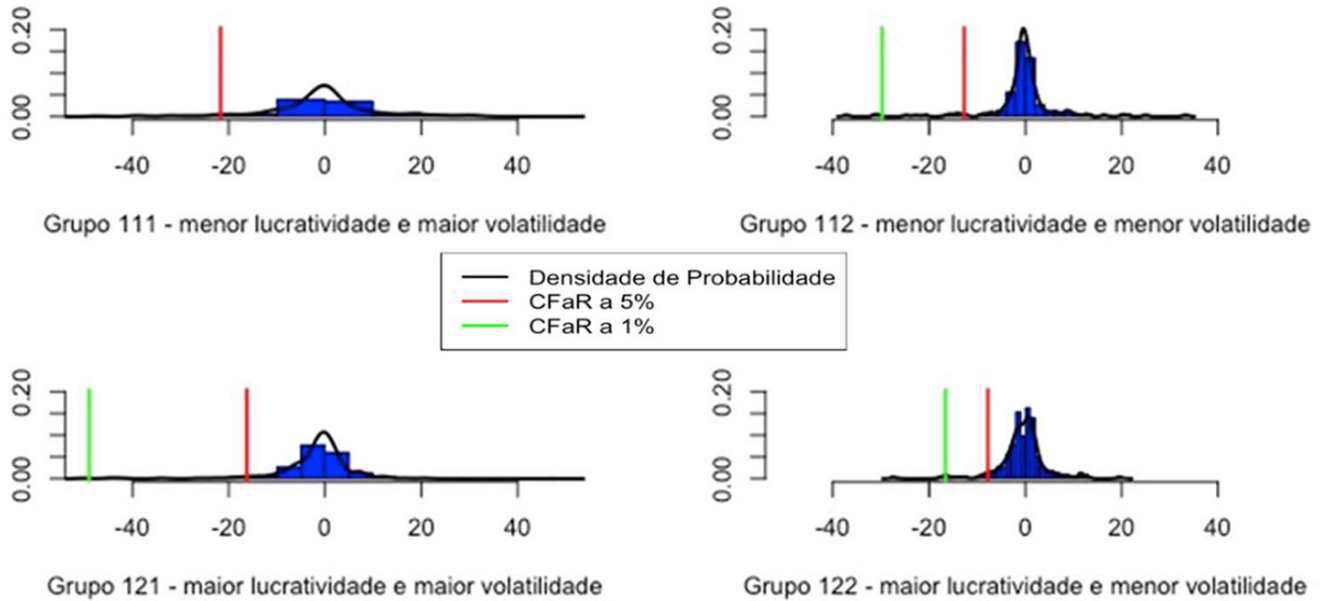 0.20
0.00
-40 -20 0 20 40
Grupo 111 - menor lucratividade e maior volatilidade
0.20
0.00
-40 -20 0 20 40
Grupo 112 - menor lucratividade e menor volatilidade
Densidade de Probabilidade
CFaR a 5%
CFaR a 1%
0.20
0.00
-40 -20 0 20 40
Grupo 121 - maior lucratividade e maior volatilidade
0.20
0.00
-40 -20 0 20 40
Grupo 122 - maior lucratividade e menor volatilidade